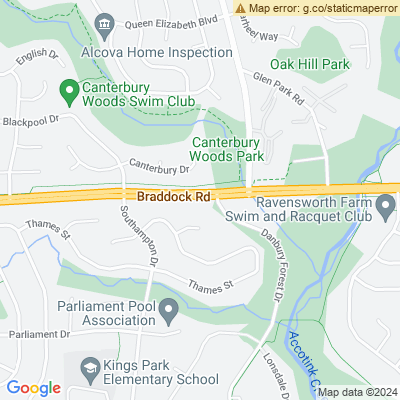 Map error: g.co/staticmaperror
Queen Elizabeth Blvd
Alcova Home Inspection
English Dr
Oak Hill Park
Glen Park Rd
Canterbury
Woods Swim Club
Blackpool Dr
Canterbury
Woods Park
Canterbury Dr
Braddock Rd
Ravensworth Farm
Swim and Racquet Club
Thames St
Southampton Dr
Danbury Forest Dr
Thames St
Parliament Pool
Association
Parliament Dr
Kings Park
Elementary School
Lonsdale D
Accotink C
Google
Map data ©2024